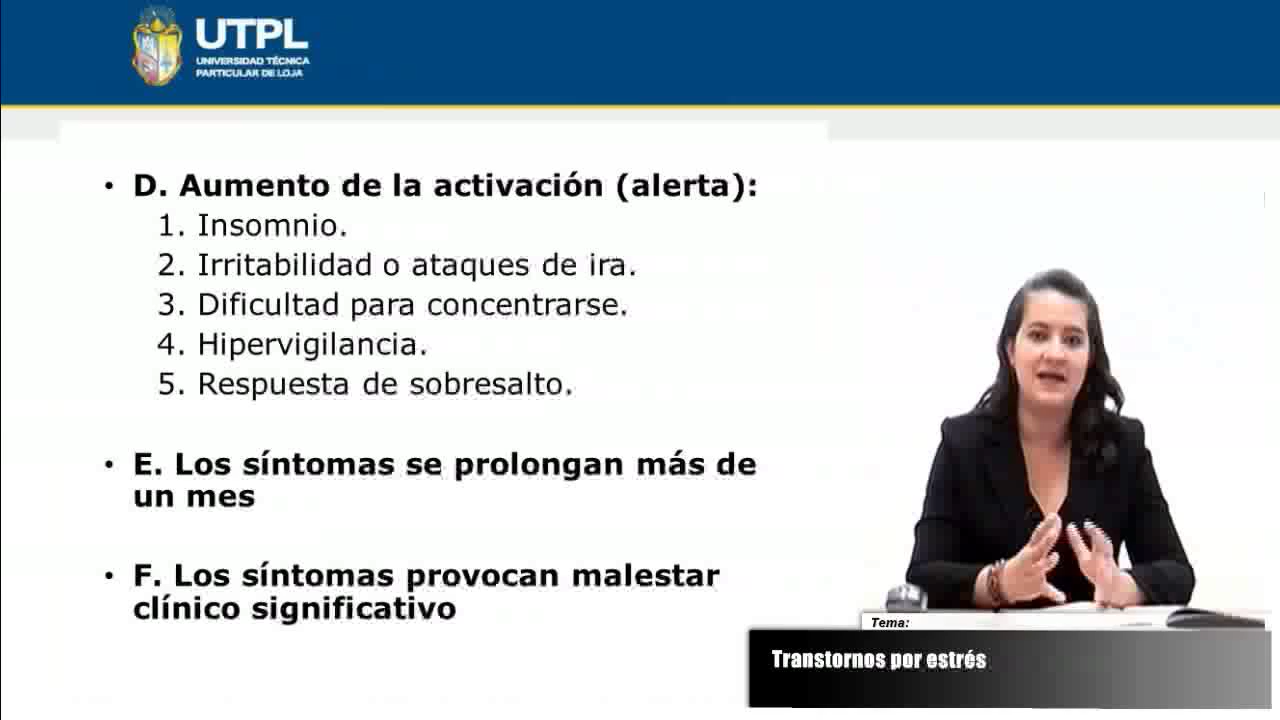 UTPL
UNIVERSIDAD TÉCNICA
PARTICULAR DE LOJA
• D. Aumento de la activación (alerta):
1. Insomnio.
2. Irritabilidad o ataques de ira.
3. Dificultad para concentrarse.
4. Hipervigilancia.
5. Respuesta de sobresalto.
• E. Los síntomas se prolongan más de
un mes
• F. Los síntomas provocan malestar
clínico significativo
Tema:
Transtornos por estrés